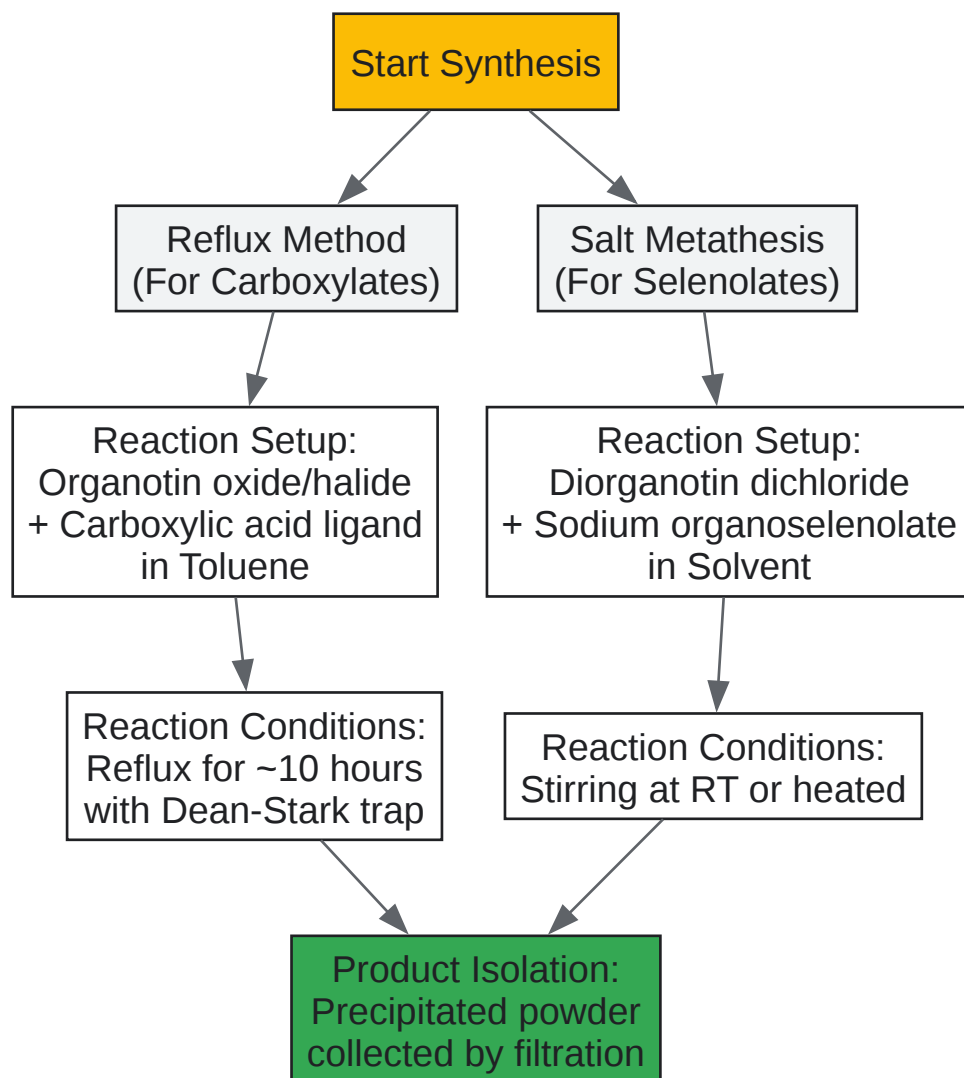 Start Synthesis
Reflux Method
(For Carboxylates)
Salt Metathesis
(For Selenolates)
Reaction Setup:
Organotin oxide/halide
+ Carboxylic acid ligand
in Toluene
Reaction Setup:
Diorganotin dichloride
+ Sodium organoselenolate
in Solvent
Reaction Conditions:
Reflux for ~10 hours
with Dean-Stark trap
Reaction Conditions:
Stirring at RT or heated
Product Isolation:
Precipitated powder
collected by filtration